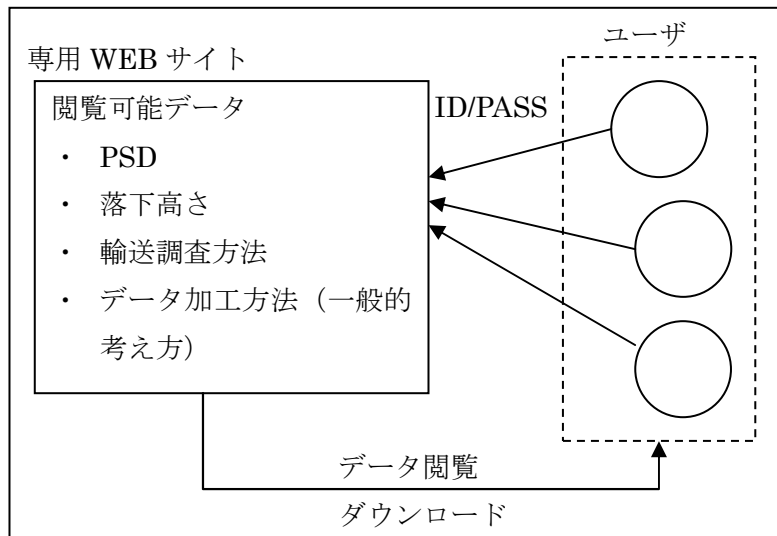 専用 WEB サイト
閲覧可能データ
・ PSD
・ 落下高さ
・ 輸送調査方法
・ データ加工方法（一般的
考え方）
ID/PASS
ユーザ
データ閲覧
ダウンロード